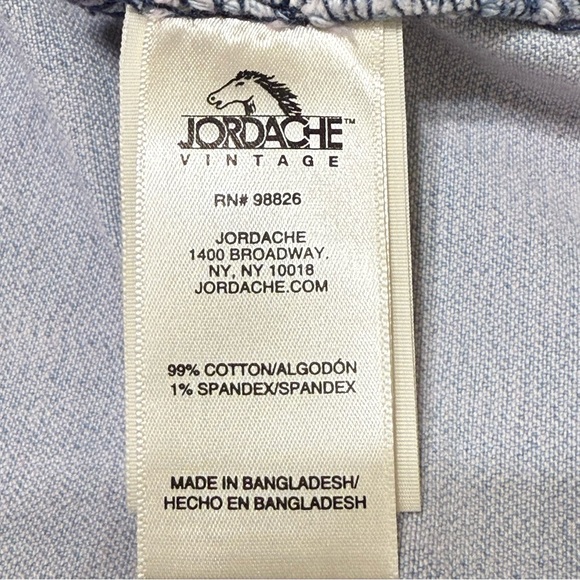 JORDACHE™
VINTAGE
RN# 98826
JORDACHE
1400 BROADWAY.
NY, NY 10018
JORDACHE.COM
99% COTTON/ALGODÓN
1% SPANDEX/SPANDEX
MADE IN BANGLADESH/
HECHO EN BANGLADESH